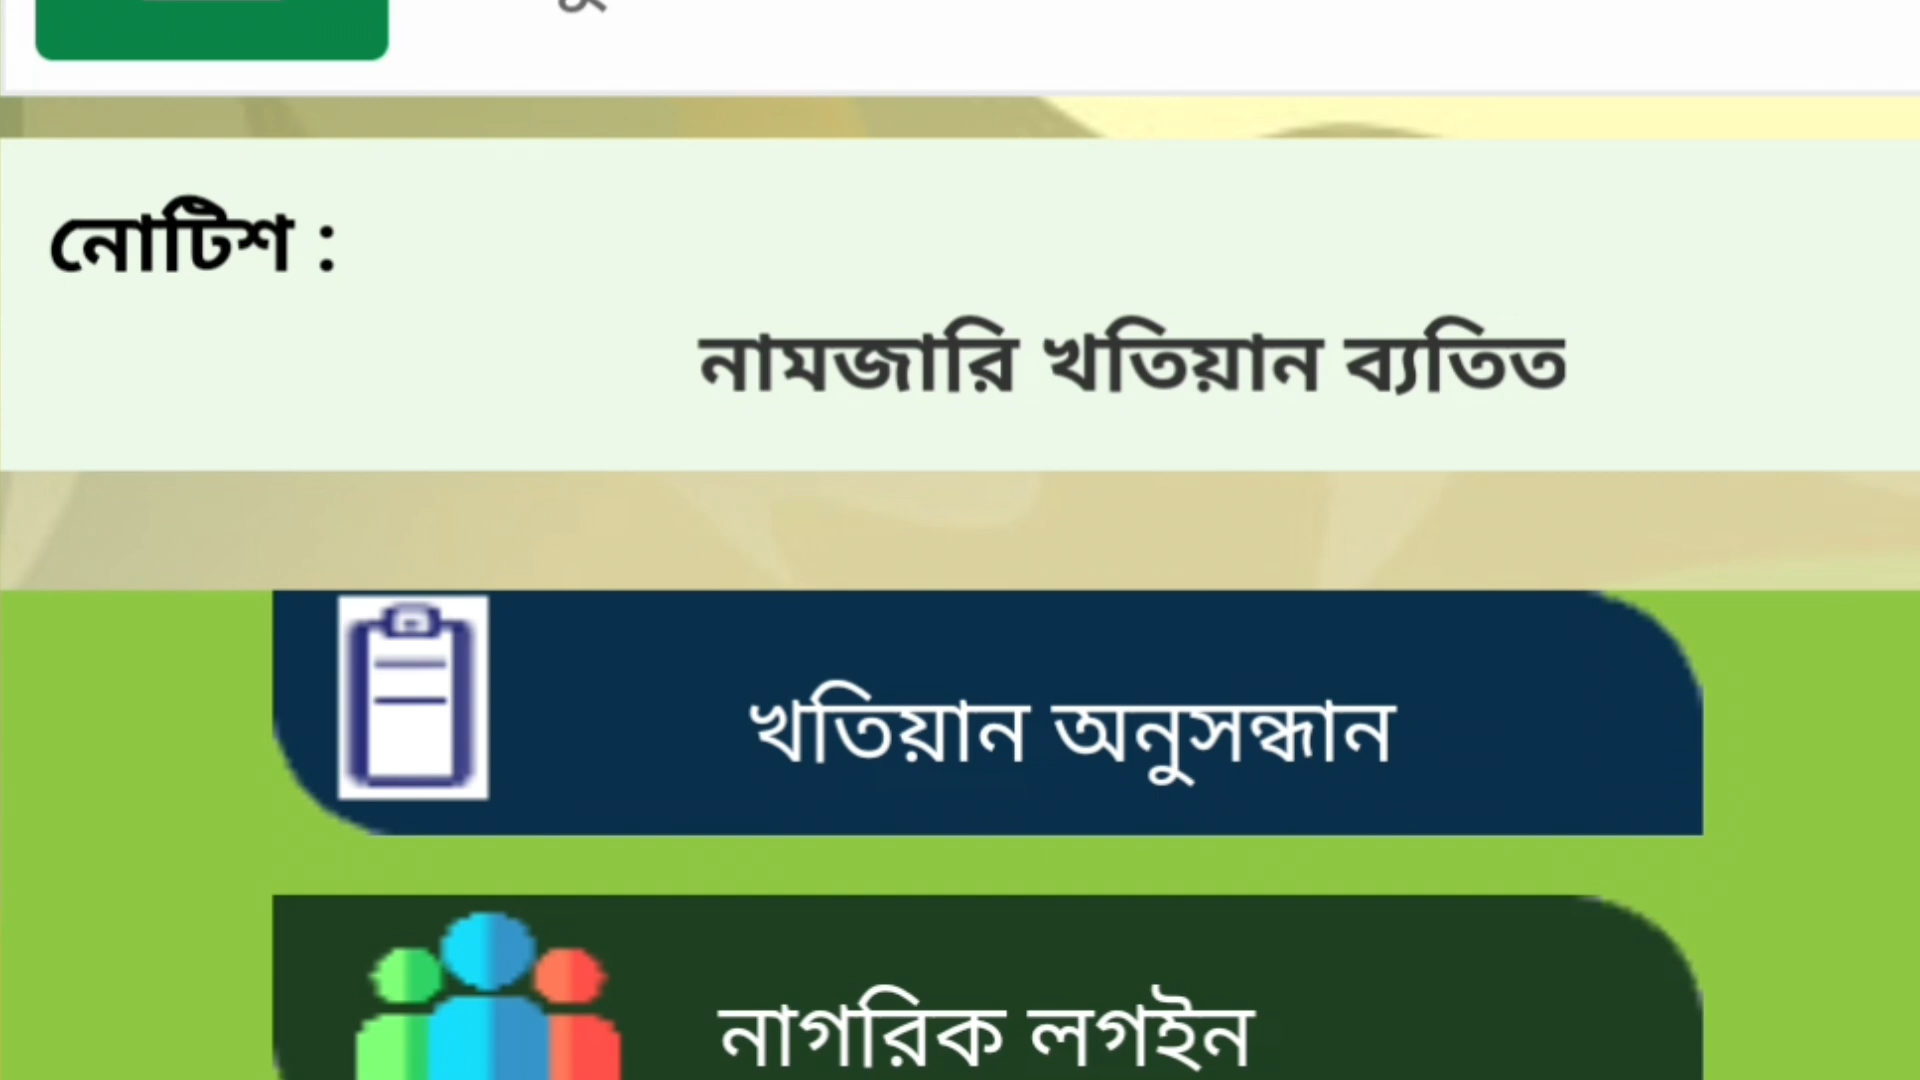 নোটিশ :
নামজারি খতিয়ান ব্যতিত
খতিয়ান অনুসন্ধান
নাগরিক লগইন